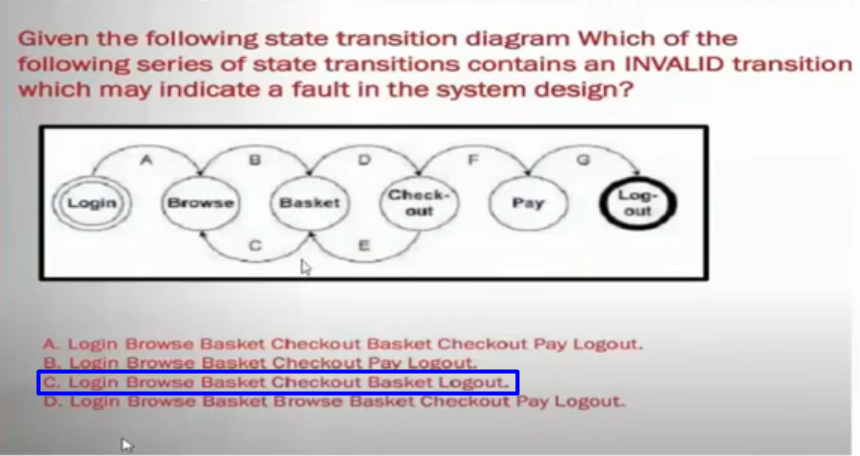 Given the following state transition diagram Which of the
following series of state transitions contains an INVALID transition
which may indicate a fault in the system design?
A B D F G
Login Browse Basket Check-
out Pay Log-
out
C E
A. Login Browse Basket Checkout Basket Checkout Pay Logout.
B. Login Browse Basket Checkout Pay Logout.
C. Login Browse Basket Checkout Basket Logout.
D. Login Browse Basket Browse Basket Checkout Pay Logout.